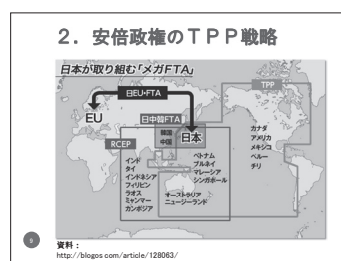 2．安倍政権のTPP戦略
日本が取り組む「メガFTA」
日EU・FTA
TPP
EU
日中韓FTA
韓国
中国
日本
RCEP
インド
タイ
インドネシア
フィリピン
ラオス
ミャンマー
カンボジア
ベトナム
ブルネイ
マレーシア
シンガポール
オーストラリア
ニュージーランド
カナダ
アメリカ
メキシコ
ペルー
チリ
9
資料：
http://blogos.com/article/128063/